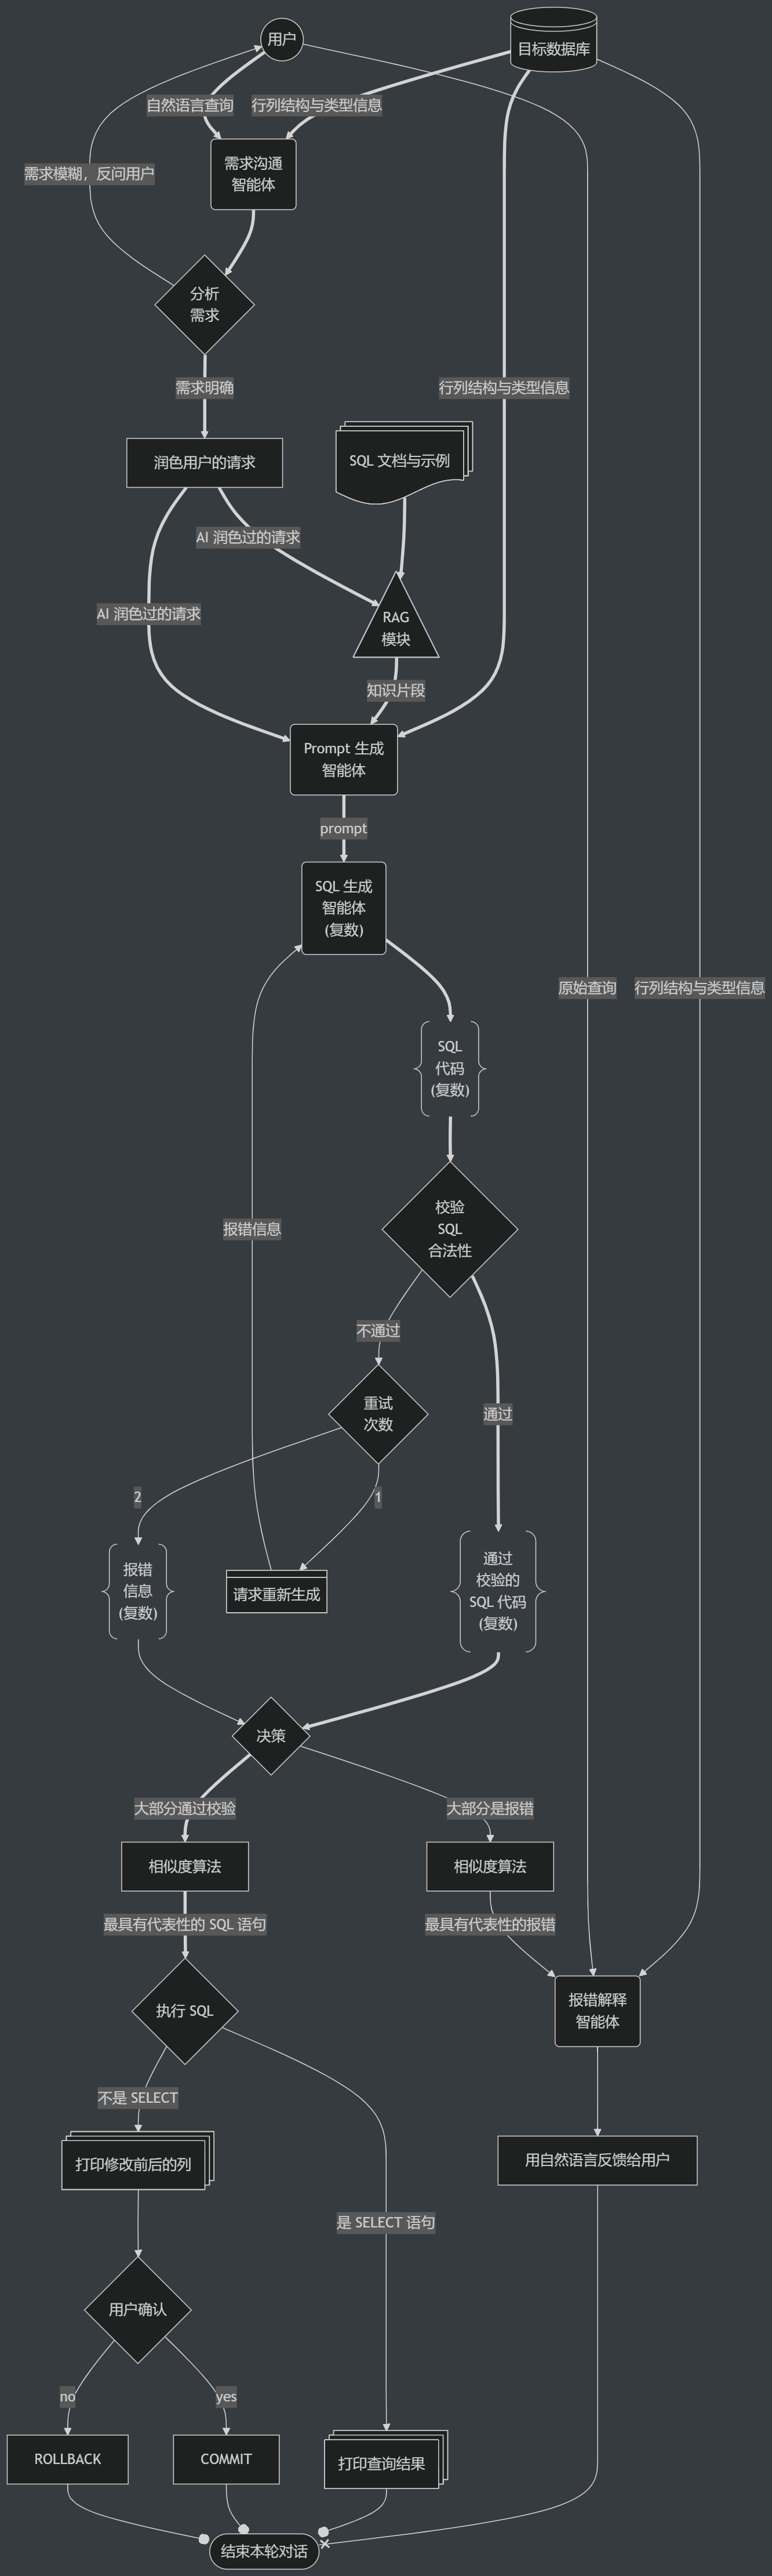 用户
目标数据库
自然语言查询
行列结构与类型信息
需求沟通
智能体
需求模糊，反问用户
分析
需求
需求明确
行列结构与类型信息
润色用户的请求
SQL 文档与示例
AI 润色过的请求
AI 润色过的请求
RAG
模块
知识片段
Prompt 生成
智能体
prompt
SQL 生成
智能体
(复数)
原始查询
行列结构与类型信息
SQL
代码
(复数)
校验
SQL
合法性
报错信息
不通过
重试
次数
通过
2
1
报错
信息
(复数)
请求重新生成
通过
校验的
SQL 代码
(复数)
决策
大部分通过校验
大部分是报错
相似度算法
相似度算法
最具有代表性的 SQL 语句
最具有代表性的报错
执行 SQL
报错解释
智能体
不是 SELECT
打印修改前后的列
用自然语言反馈给用户
是 SELECT 语句
用户确认
no
yes
ROLLBACK
COMMIT
打印查询结果
结束本轮对话